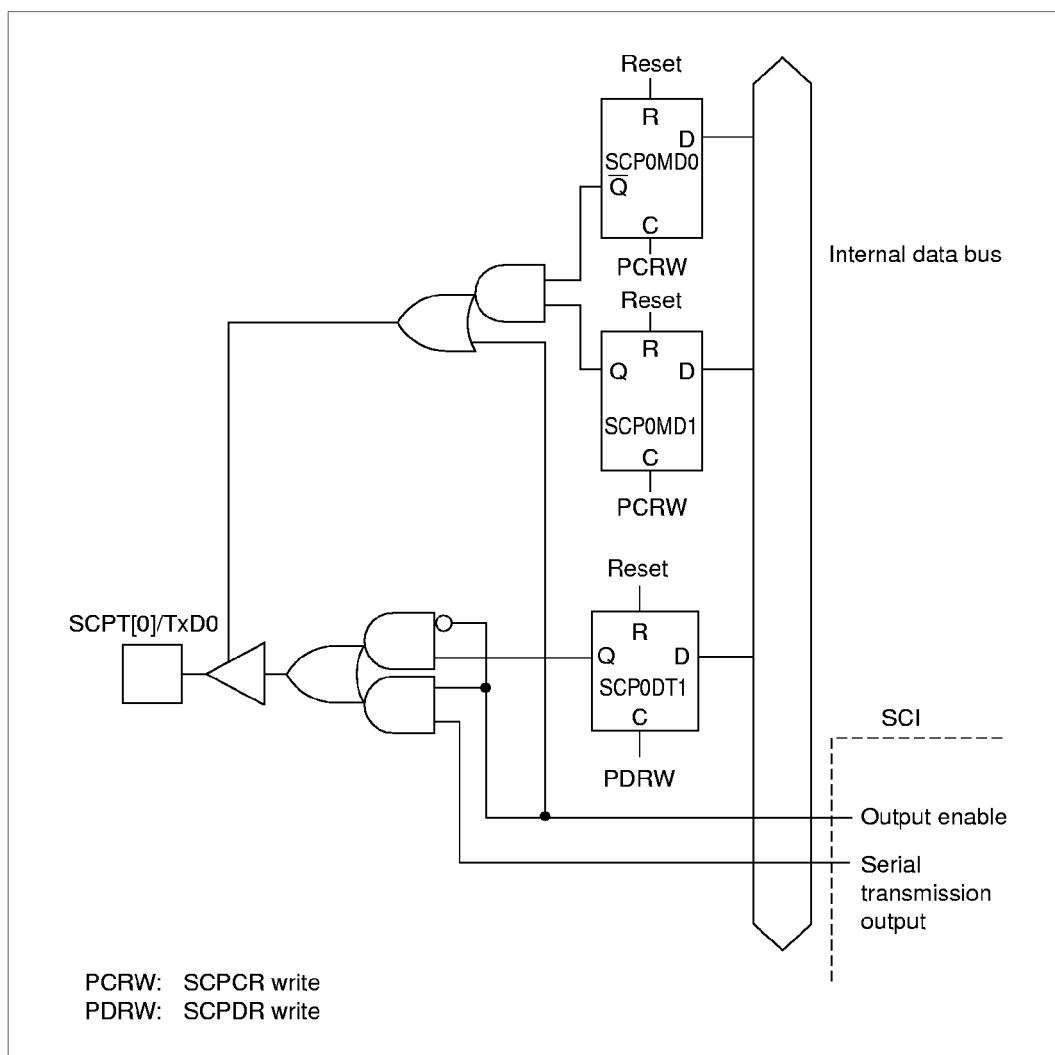 Reset
R
D
SCP0MD0
Q
C
PCRW
Internal data bus
Reset
R
Q D
SCP0MD1
C
PCRW
Reset
SCPT[0]/TxD0
R
Q D
SCP0DT1
C
SCI
PDRW
Output enable
Serial
transmission
output
PCRW: SCPCR write
PDRW: SCPDR write